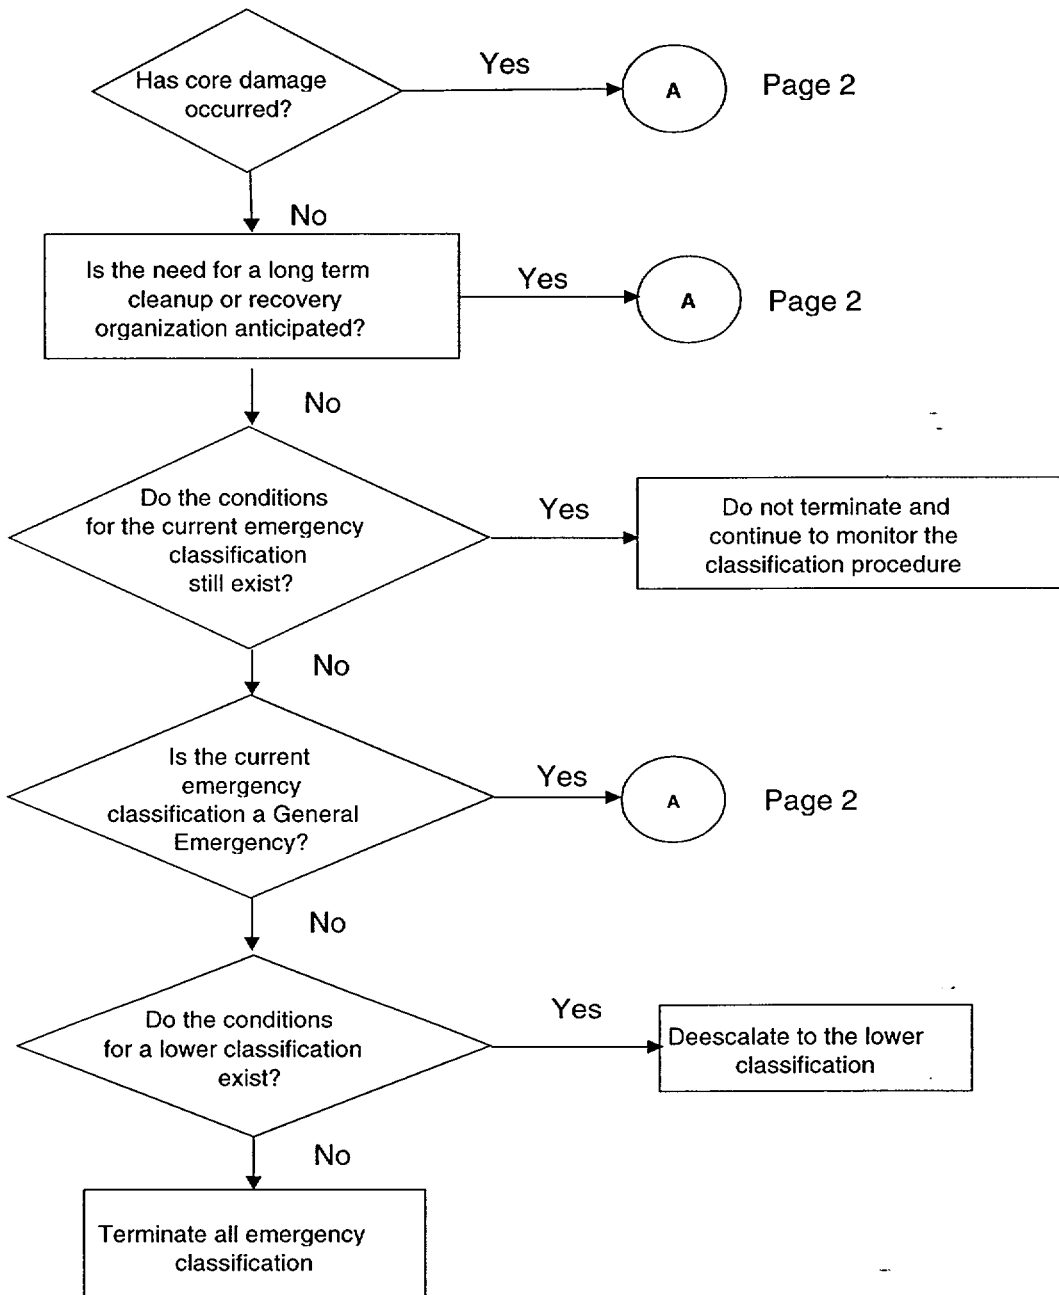 Has core damage
occurred?
Yes
A
Page 2
No
Is the need for a long term
cleanup or recovery
organization anticipated?
Yes
A
Page 2
No
Do the conditions
for the current emergency
classification
still exist?
Yes
Do not terminate and
continue to monitor the
classification procedure
No
Is the current
emergency
classification a General
Emergency?
Yes
A
Page 2
No
Do the conditions
for a lower classification
exist?
Yes
Deescalate to the lower
classification
No
Terminate all emergency
classification